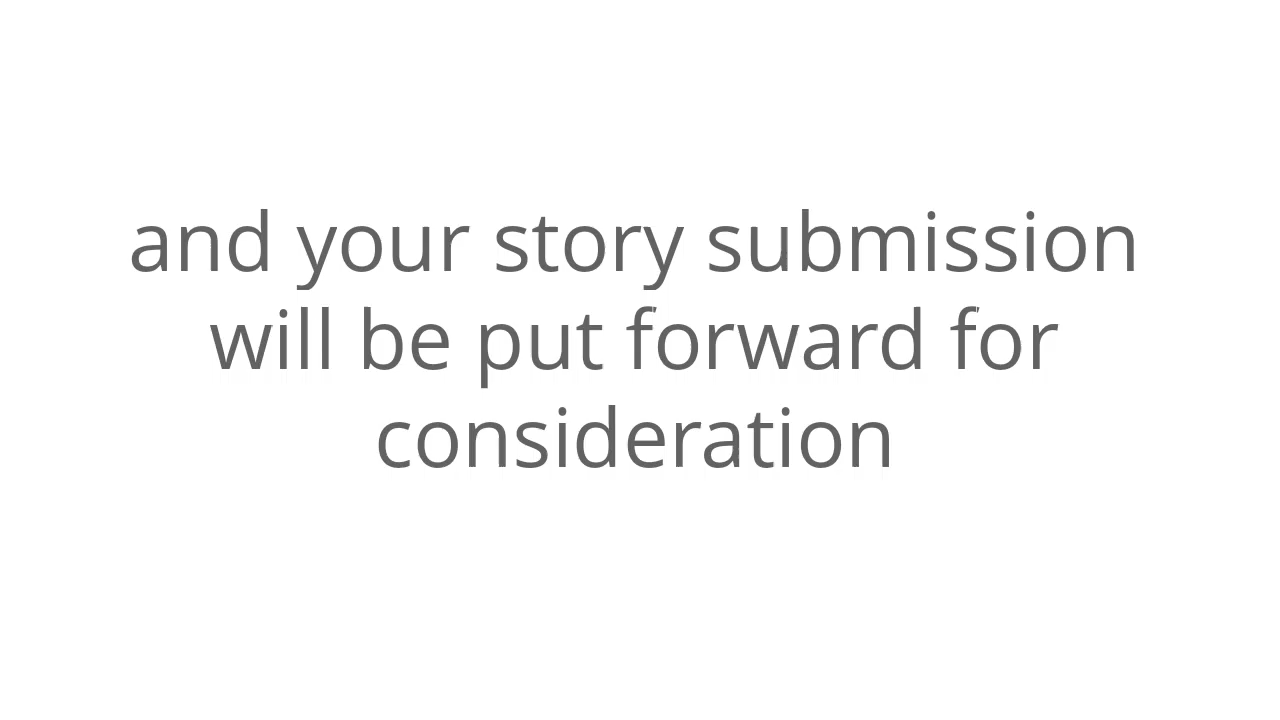 and your story submission
will be put forward for
consideration